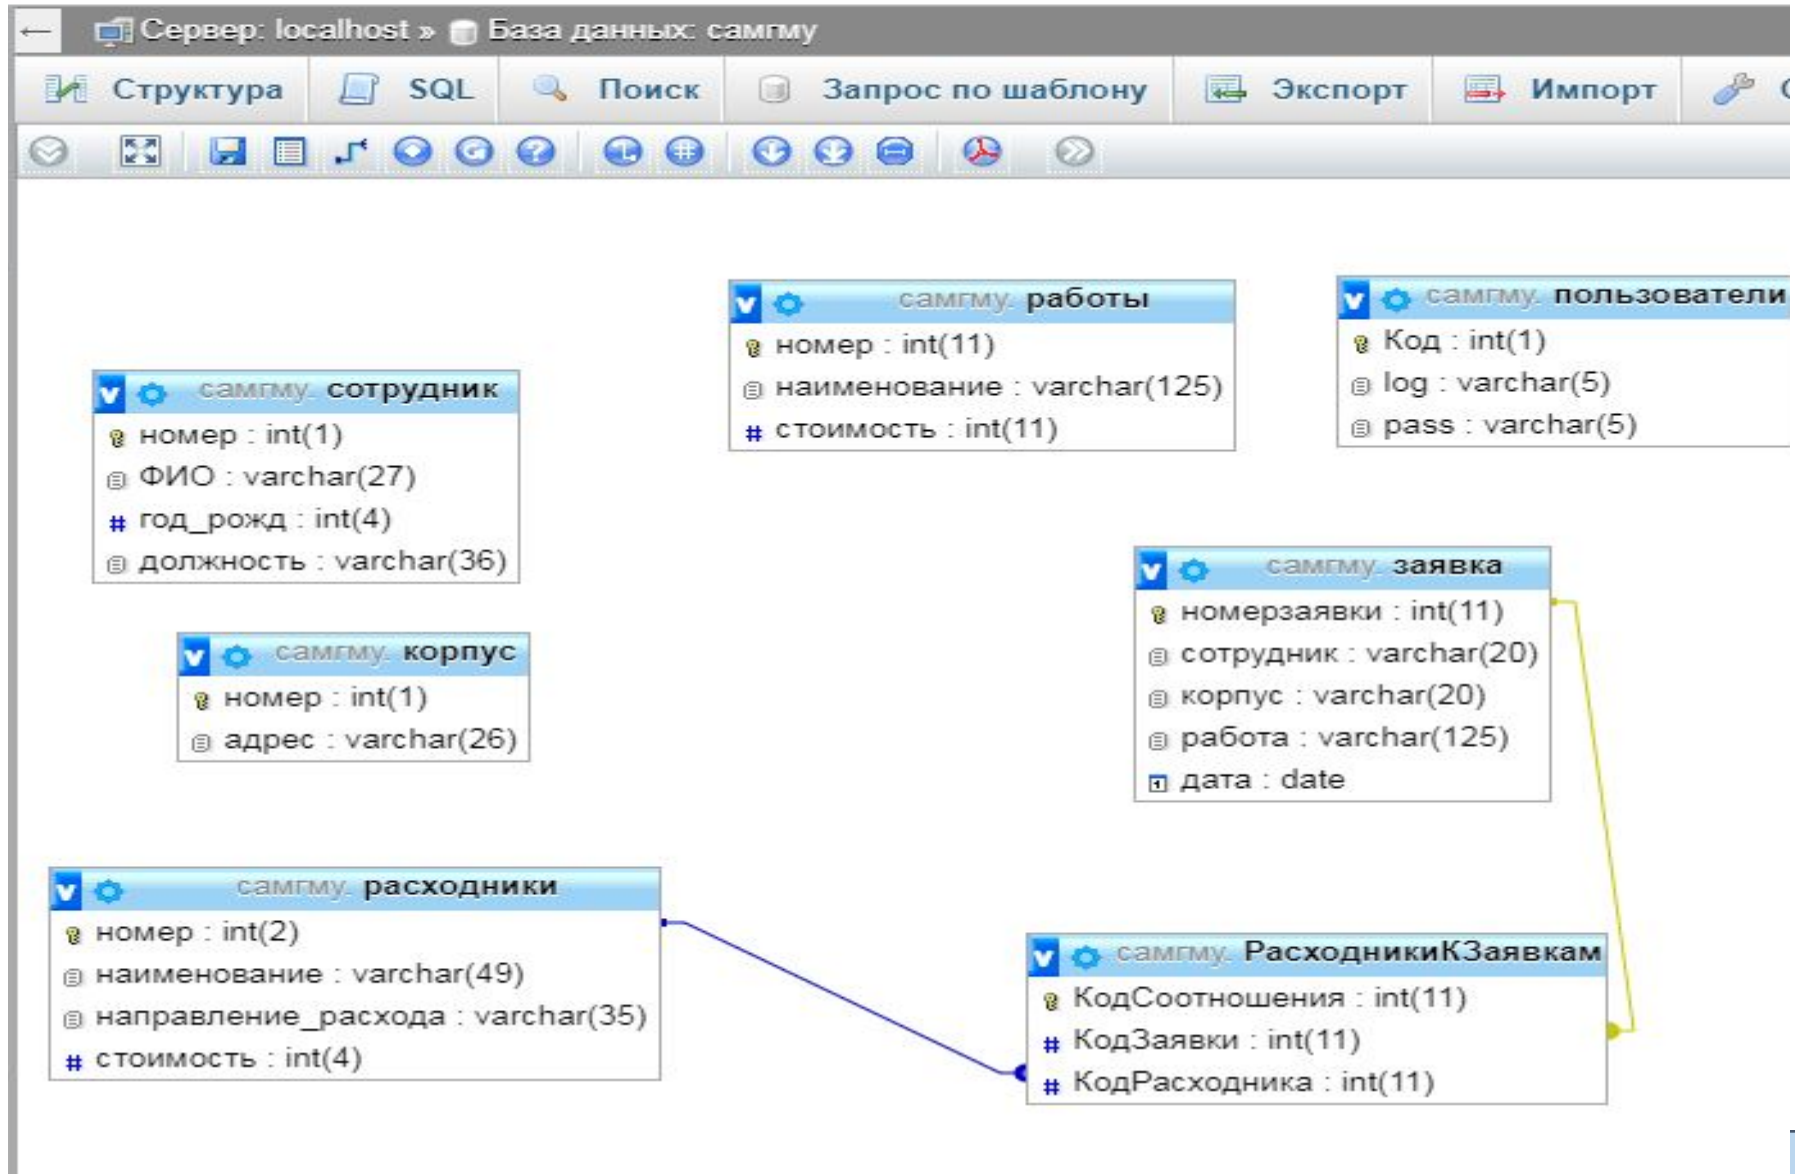 Сервер: localhost » База данных: самгму
Структура SQL Поиск Запрос по шаблону Экспорт Импорт
самгму. работы
номер : int(11)
наименование : varchar(125)
стоимость : int(11)
самгму. пользователи
Код : int(1)
log : varchar(5)
pass : varchar(5)
самгму. сотрудник
номер : int(1)
ФИО : varchar(27)
год_рожд : int(4)
должность : varchar(36)
самгму. заявка
номерзаявки : int(11)
сотрудник : varchar(20)
корпус : varchar(20)
работа : varchar(125)
дата : date
самгму. корпус
номер : int(1)
адрес : varchar(26)
самгму. расходники
номер : int(2)
наименование : varchar(49)
направление_расхода : varchar(35)
стоимость : int(4)
самгму. РасходникиКЗаявкам
КодСоотношения : int(11)
КодЗаявки : int(11)
КодРасходника : int(11)